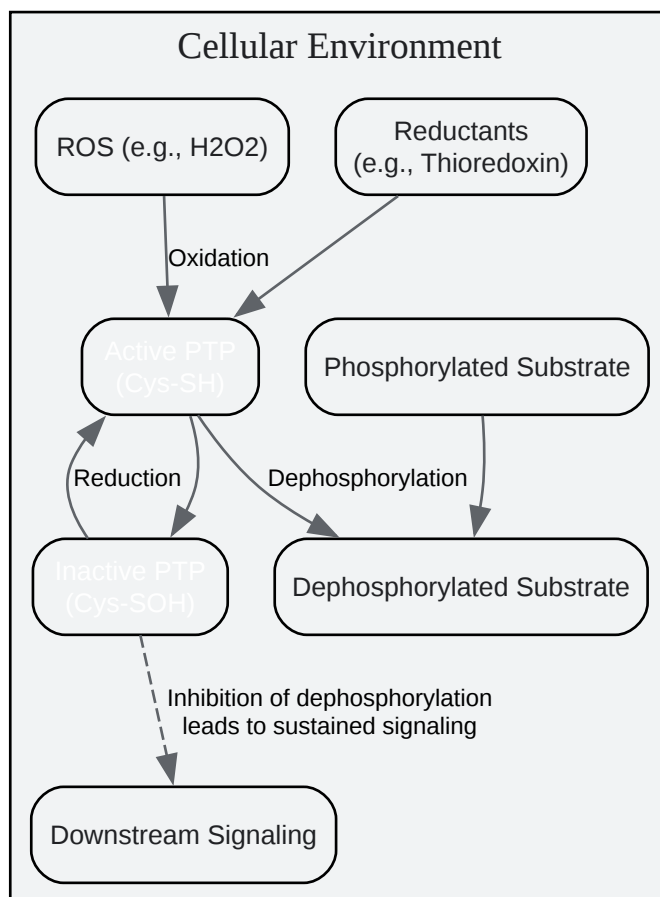 Cellular Environment
ROS (e.g., H2O2)
Reductants
(e.g., Thioredoxin)
Oxidation
Active PTP
(Cys-SH)
Phosphorylated Substrate
Reduction
Dephosphorylation
Inactive PTP
(Cys-SOH)
Dephosphorylated Substrate
Inhibition of dephosphorylation
leads to sustained signaling
Downstream Signaling